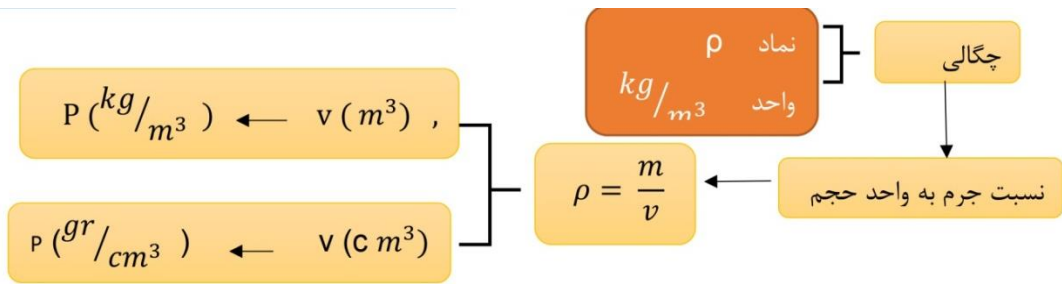 چگالی
نماد ρ
واحد kg/m³
نسبت جرم به واحد حجم
ρ = m/v
P (kg/m³ ) ← v ( m³) ,
P (gr/cm³ ) ← V (c m³)